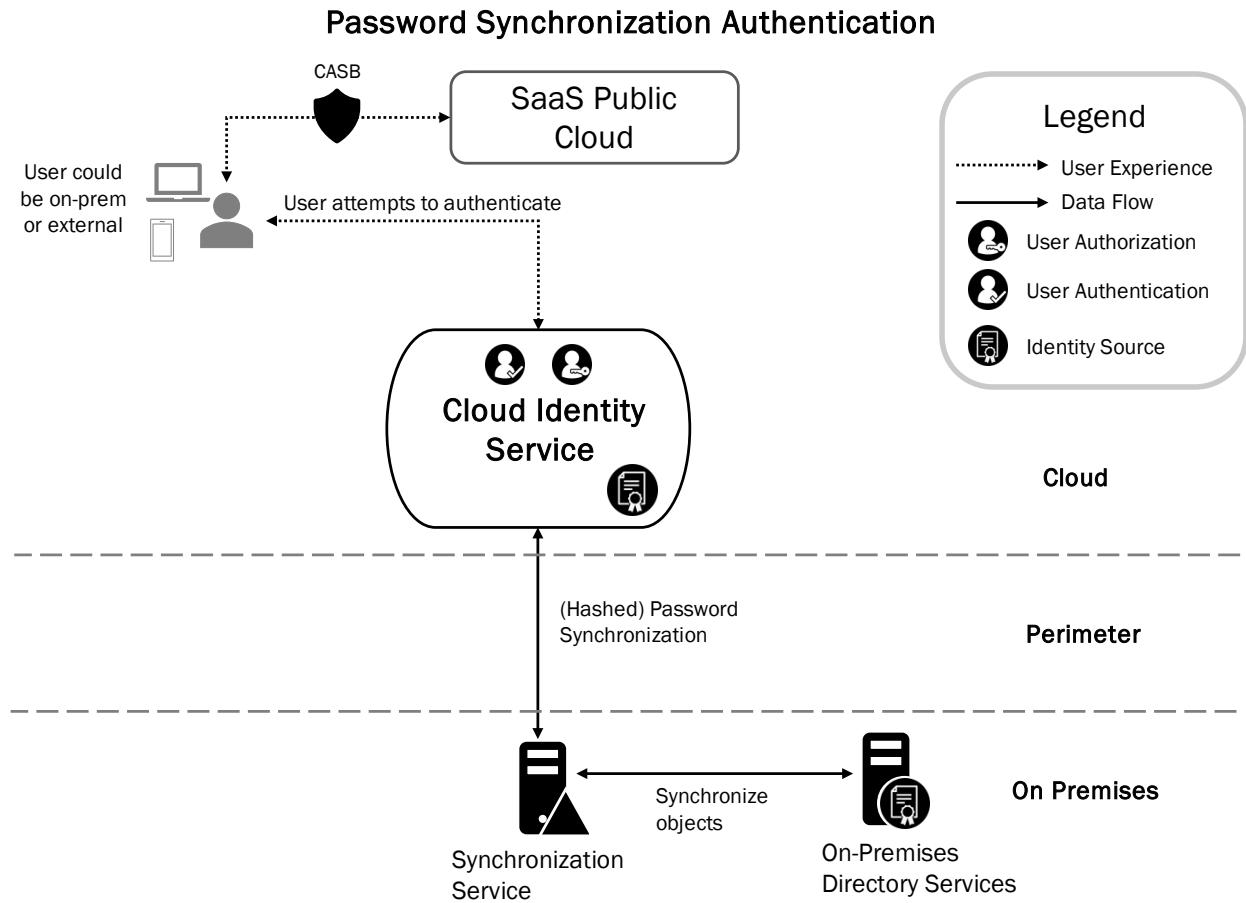 Password Synchronization Authentication
CASB
SaaS Public
Cloud
User could
be on-prem
or external
User attempts to authenticate
Legend
User Experience
Data Flow
User Authorization
User Authentication
Identity Source
Cloud Identity
Service
Cloud
(Hashed) Password
Synchronization
Perimeter
Synchronize
objects
On Premises
Synchronization
Service
On-Premises
Directory Services